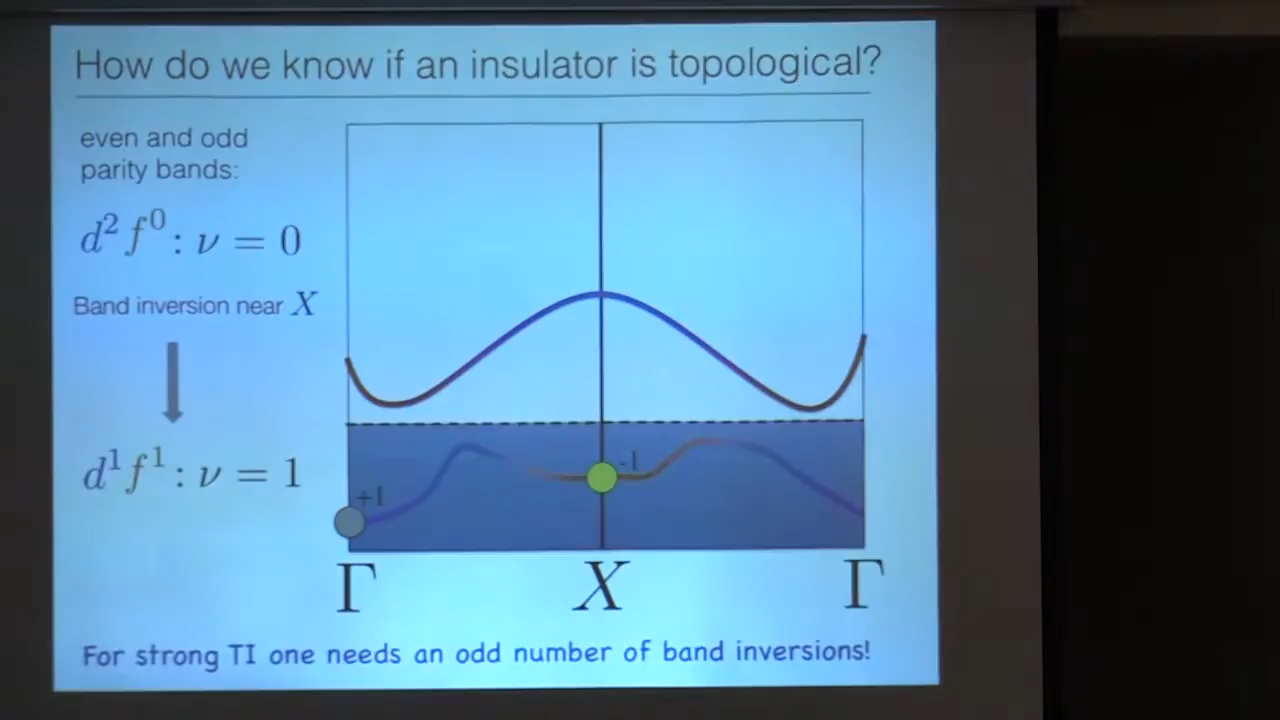 How do we know if an insulator is topological?
even and odd
parity bands:
d² f⁰ : ν = 0
Band inversion near X
d¹ f¹ : ν = 1
+1
-1
Γ X Γ
For strong TI one needs an odd number of band inversions!